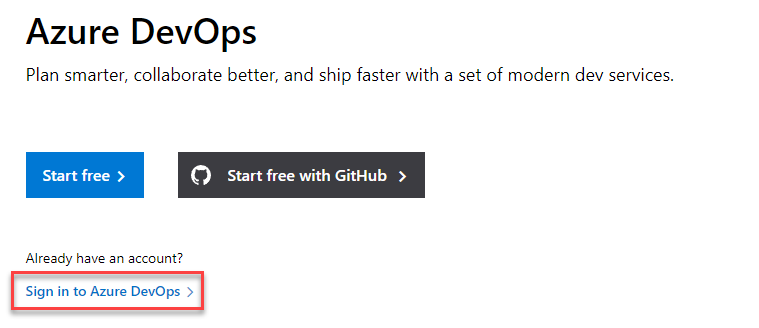 Azure DevOps
Plan smarter, collaborate better, and ship faster with a set of modern dev services.
Start free
Start free with GitHub
Already have an account?
Sign in to Azure DevOps